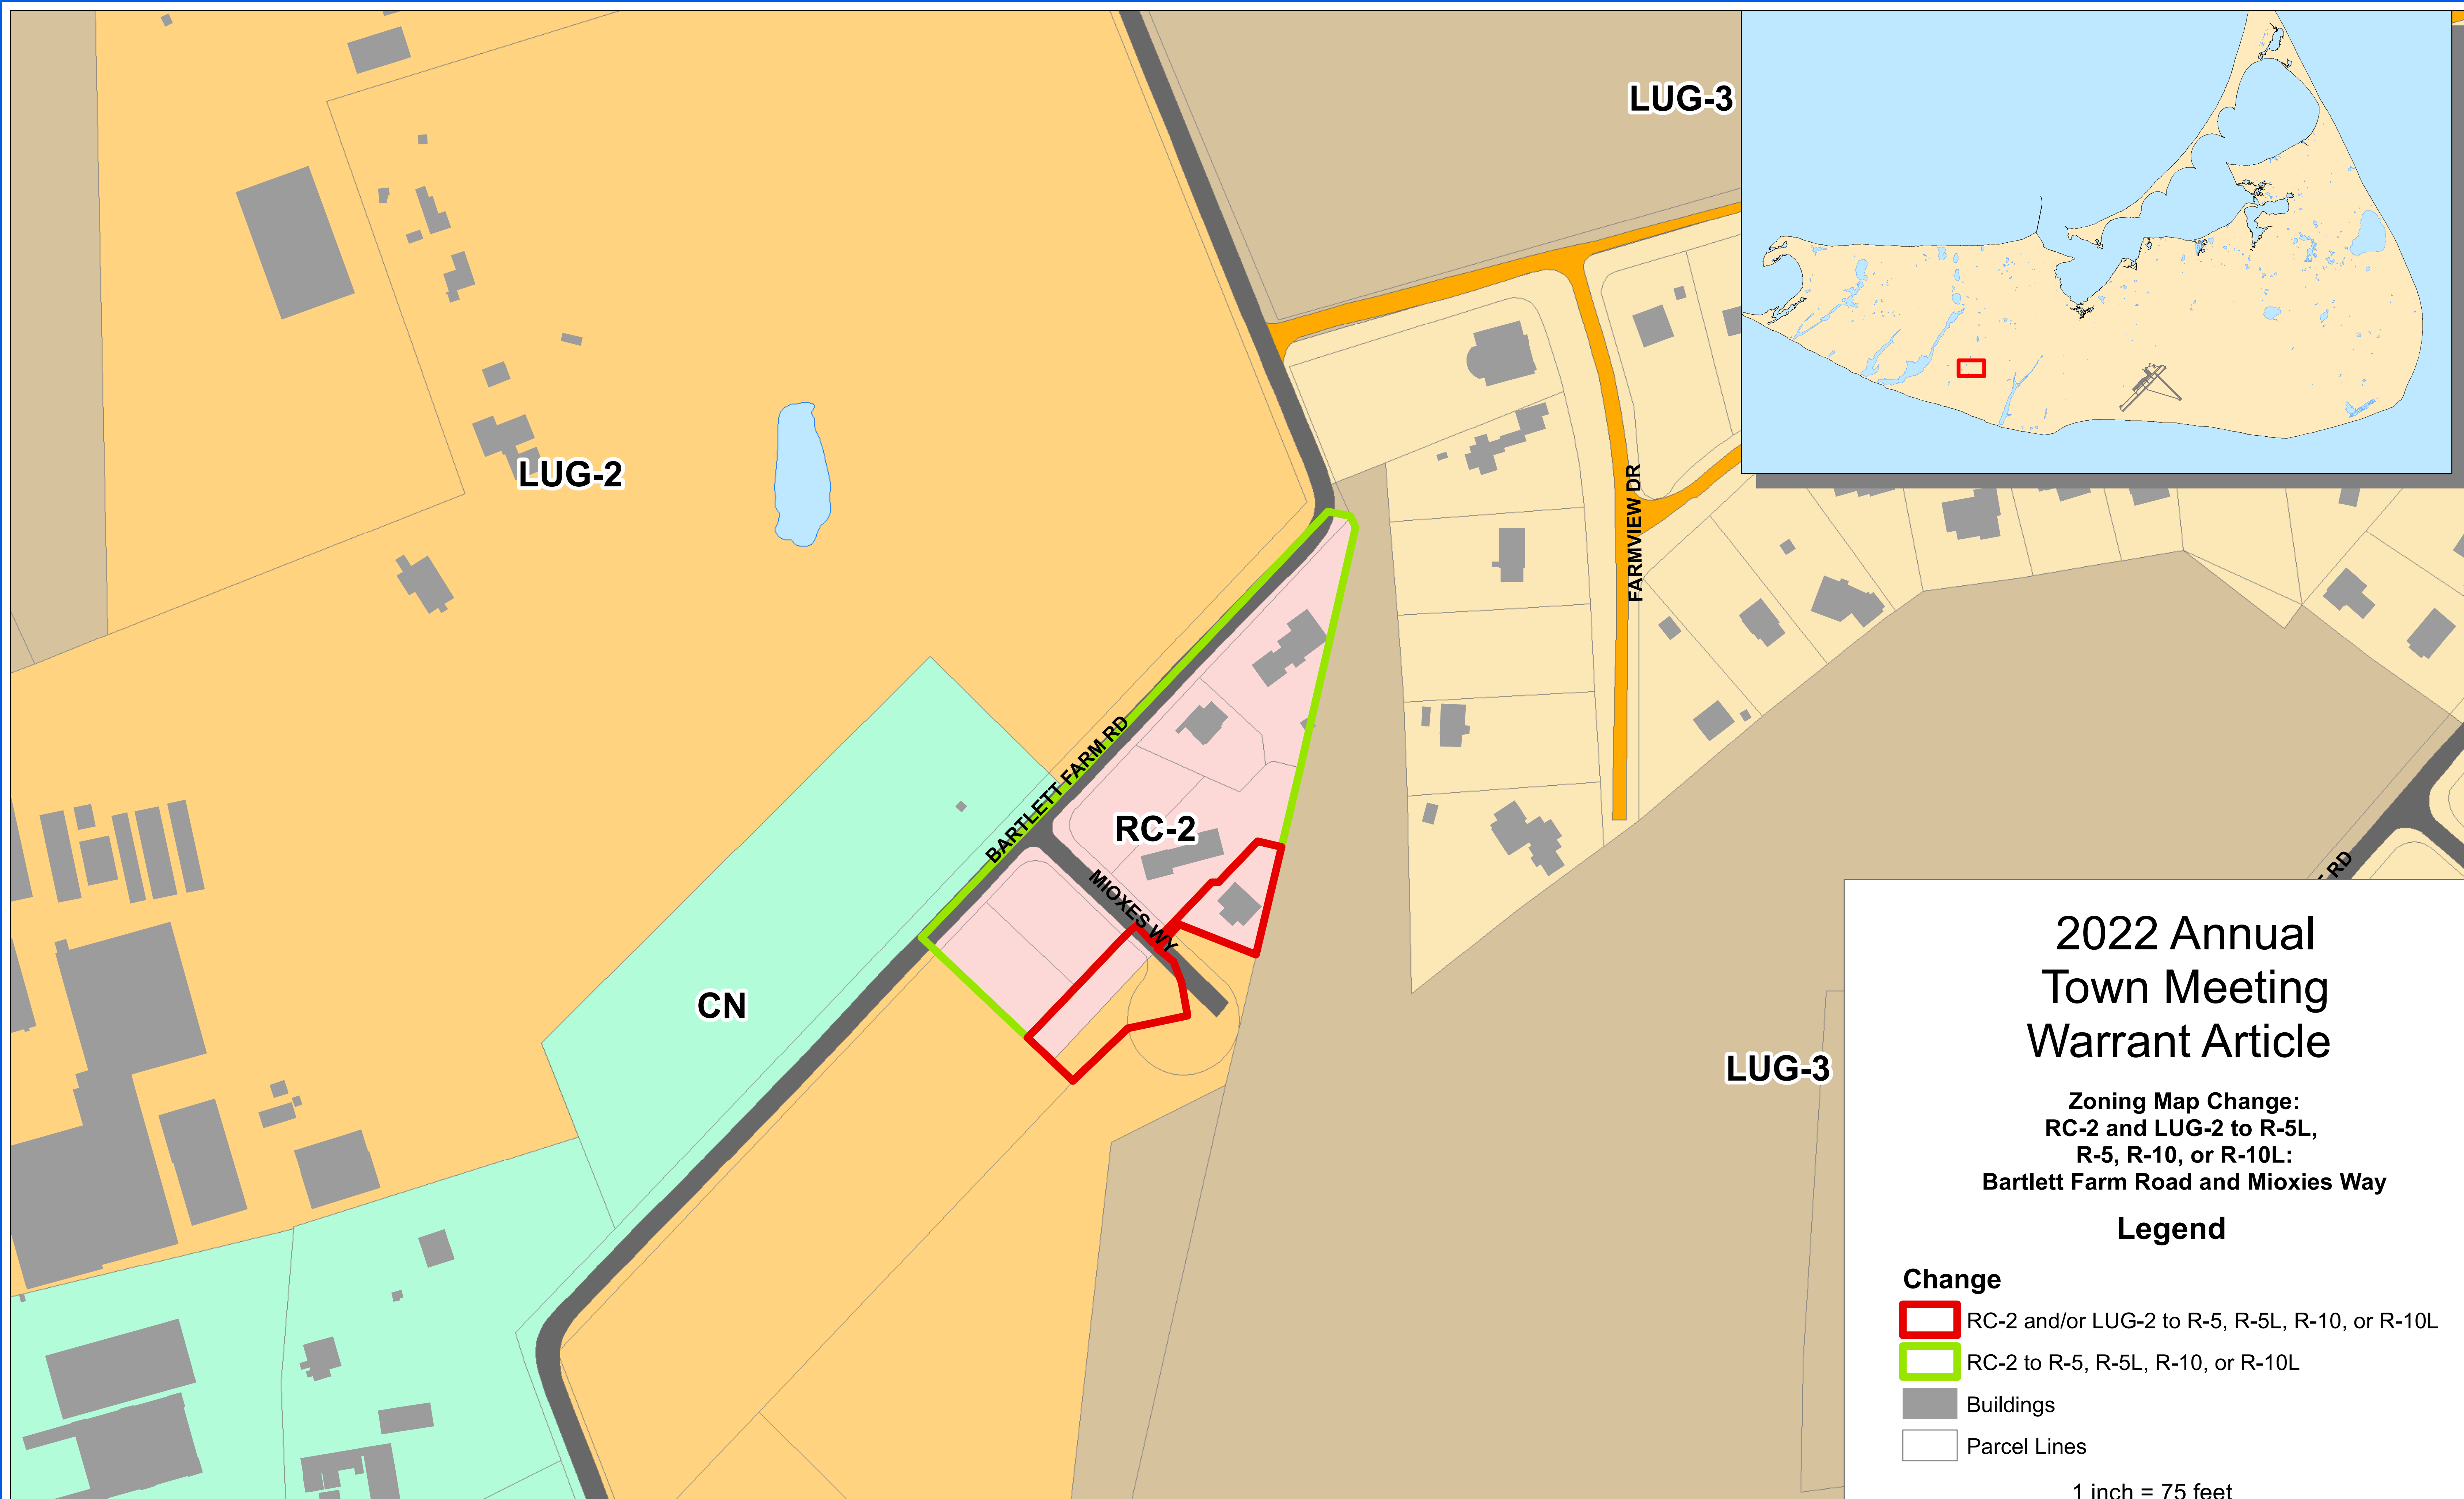 LUG-3
LUG-2
FARMVIEW DR
BARTLETT FARM RD
RC-2
MIOXES WY
CN
LUG-3
RD
2022 Annual
Town Meeting
Warrant Article
Zoning Map Change:
RC-2 and LUG-2 to R-5L,
R-5, R-10, or R-10L:
Bartlett Farm Road and Mioxies Way
Legend
Change
RC-2 and/or LUG-2 to R-5, R-5L, R-10, or R-10L
RC-2 to R-5, R-5L, R-10, or R-10L
Buildings
Parcel Lines
1 inch = 75 feet